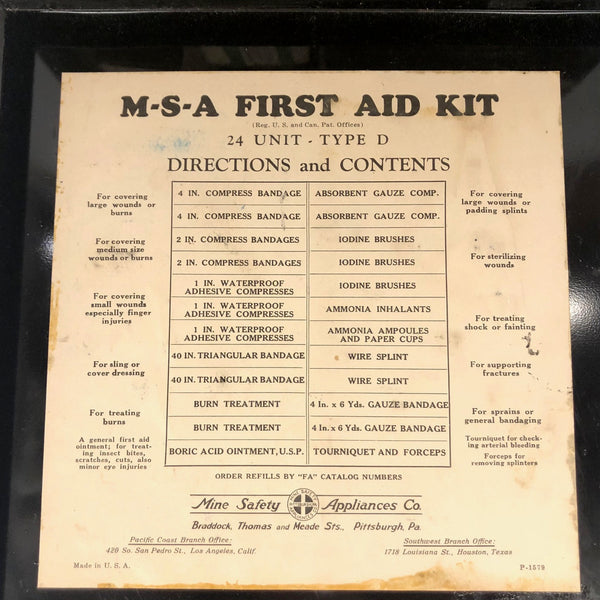 M-S-A FIRST AID KIT
(Reg. U. S. and Can. Pat. Offices)
24 UNIT - TYPE D
DIRECTIONS and CONTENTS
For covering
large wounds or
burns
For covering
medium size
wounds or burns
For covering
small wounds
especially finger
injuries
For sling or
cover dressing
For treating
burns
A general first aid
ointment; for treat-
ing insect bites,
scratches, cuts, also
minor eye injuries
4 IN. COMPRESS BANDAGE
4 IN. COMPRESS BANDAGE
2 IN. COMPRESS BANDAGES
2 IN. COMPRESS BANDAGES
1 IN. WATERPROOF
ADHESIVE COMPRESSES
1 IN. WATERPROOF
ADHESIVE COMPRESSES
1 IN. WATERPROOF
ADHESIVE COMPRESSES
40 IN. TRIANGULAR BANDAGE
40 IN. TRIANGULAR BANDAGE
BURN TREATMENT
BURN TREATMENT
BORIC ACID OINTMENT, U.S.P.
ABSORBENT GAUZE COMP.
ABSORBENT GAUZE COMP.
IODINE BRUSHES
IODINE BRUSHES
IODINE BRUSHES
AMMONIA INHALANTS
AMMONIA AMPOULES
AND PAPER CUPS
WIRE SPLINT
WIRE SPLINT
4 In. x 6 Yds. GAUZE BANDAGE
4 In. x 6 Yds. GAUZE BANDAGE
TOURNIQUET AND FORCEPS
For covering
large wounds or
padding splints
For sterilizing
wounds
For treating
shock or fainting
For supporting
fractures
For sprains or
general bandaging
Tourniquet for check-
ing arterial bleeding
Forceps for
removing splinters
ORDER REFILLS BY "FA" CATALOG NUMBERS
Mine Safety Appliances Co.
Braddock, Thomas and Meade Sts., Pittsburgh, Pa.
Pacific Coast Branch Office:
420 So. San Pedro St., Los Angeles, Calif.
Southwest Branch Office:
1718 Louisiana St., Houston, Texas
Made in U. S. A.
P-1579